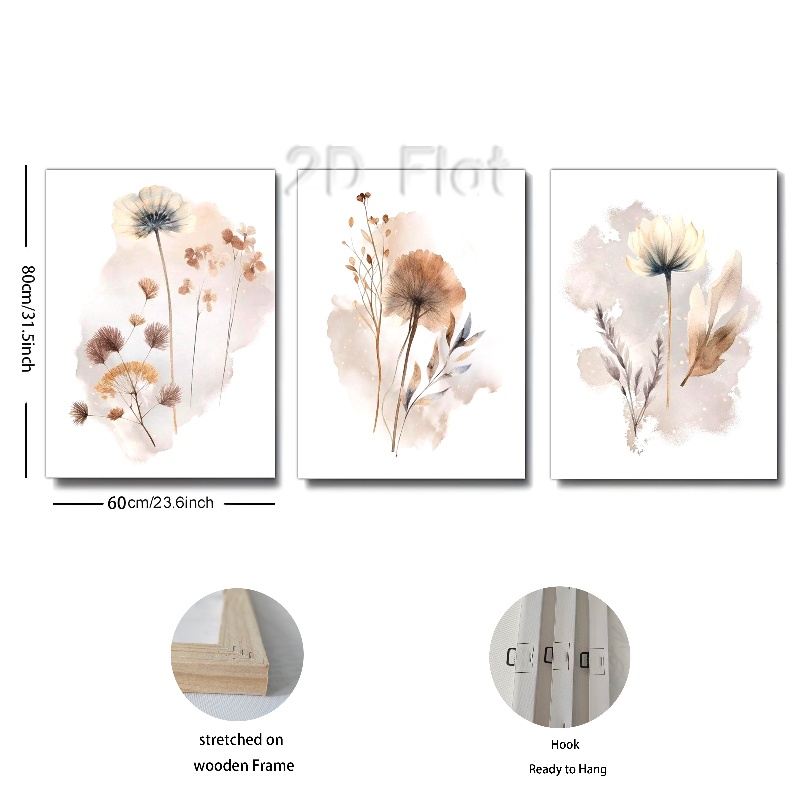 2D Flat
80cm/31.5inch
60cm/23.6inch
stretched on
wooden Frame
Hook
Ready to Hang